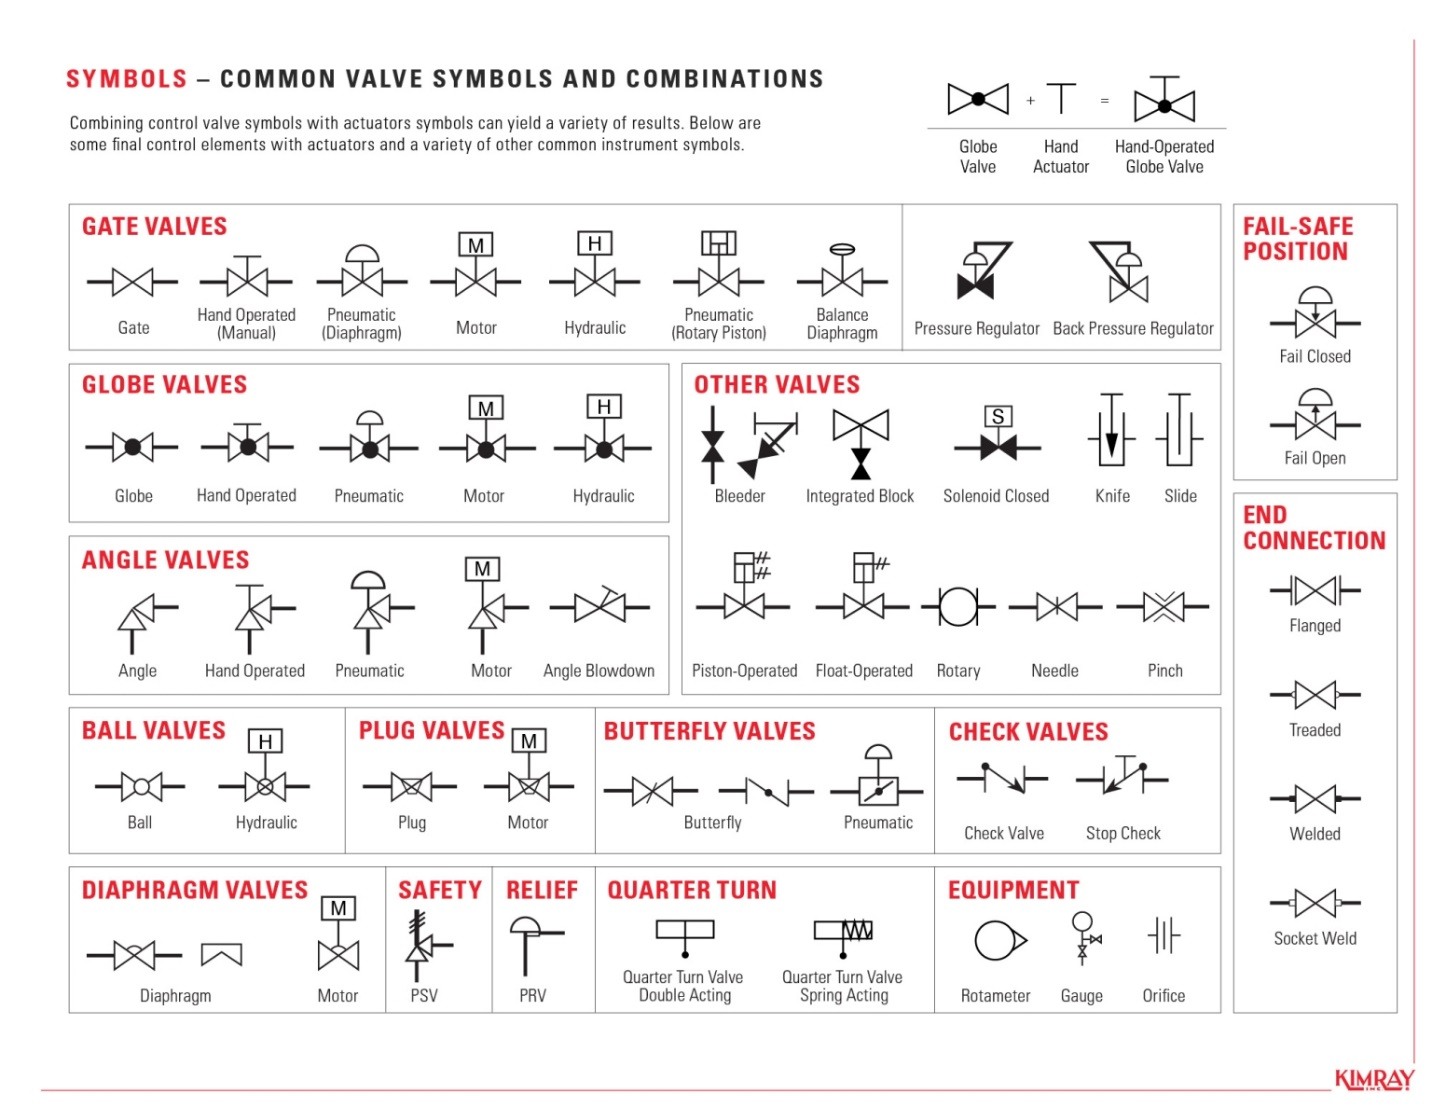 SYMBOLS – COMMON VALVE SYMBOLS AND COMBINATIONS
Combining control valve symbols with actuators symbols can yield a variety of results. Below are
some final control elements with actuators and a variety of other common instrument symbols.
+ =
Globe
Valve
Hand
Actuator
Hand-Operated
Globe Valve
GATE VALVES
M
H
Gate
Hand Operated
(Manual)
Pneumatic
(Diaphragm)
Motor
Hydraulic
Pneumatic
(Rotary Piston)
Balance
Diaphragm
Pressure Regulator
Back Pressure Regulator
FAIL-SAFE
POSITION
Fail Closed
Fail Open
GLOBE VALVES
M
H
Globe
Hand Operated
Pneumatic
Motor
Hydraulic
OTHER VALVES
S
Bleeder
Integrated Block
Solenoid Closed
Knife
Slide
Piston-Operated
Float-Operated
Rotary
Needle
Pinch
ANGLE VALVES
M
Angle
Hand Operated
Pneumatic
Motor
Angle Blowdown
END
CONNECTION
Flanged
Treaded
Welded
Socket Weld
BALL VALVES
H
Ball
Hydraulic
PLUG VALVES
M
Plug
Motor
BUTTERFLY VALVES
Butterfly
Pneumatic
CHECK VALVES
Check Valve
Stop Check
DIAPHRAGM VALVES
M
Diaphragm
Motor
SAFETY
PSV
RELIEF
PRV
QUARTER TURN
Quarter Turn Valve
Double Acting
Quarter Turn Valve
Spring Acting
EQUIPMENT
Rotameter
Gauge
Orifice
KIMRAY